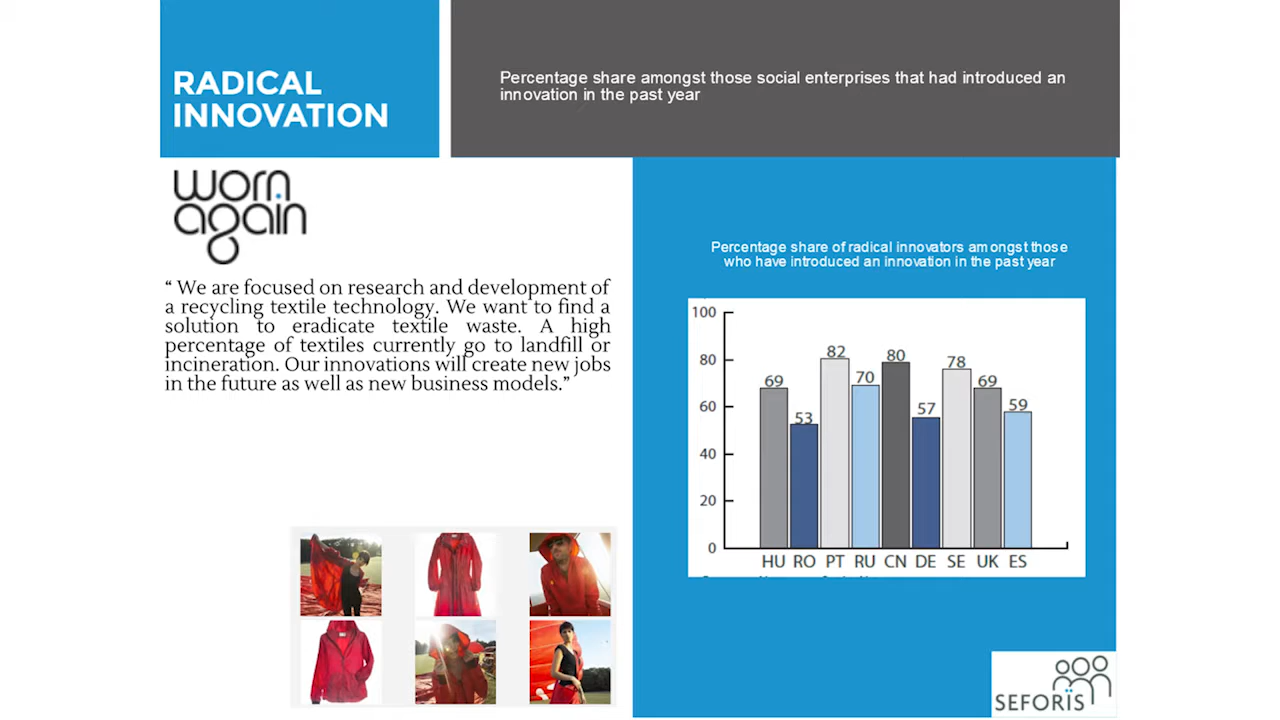 RADICAL
INNOVATION
Percentage share amongst those social enterprises that had introduced an
innovation in the past year
worn
again
“ We are focused on research and development of
a recycling textile technology. We want to find a
solution to eradicate textile waste. A high
percentage of textiles currently go to landfill or
incineration. Our innovations will create new jobs
in the future as well as new business models.”
Percentage share of radical innovators amongst those
who have introduced an innovation in the past year
100
80
60
40
20
0
69
53
82
70
80
57
78
69
59
HU RO PT RU CN DE SE UK ES
SEFORÏS